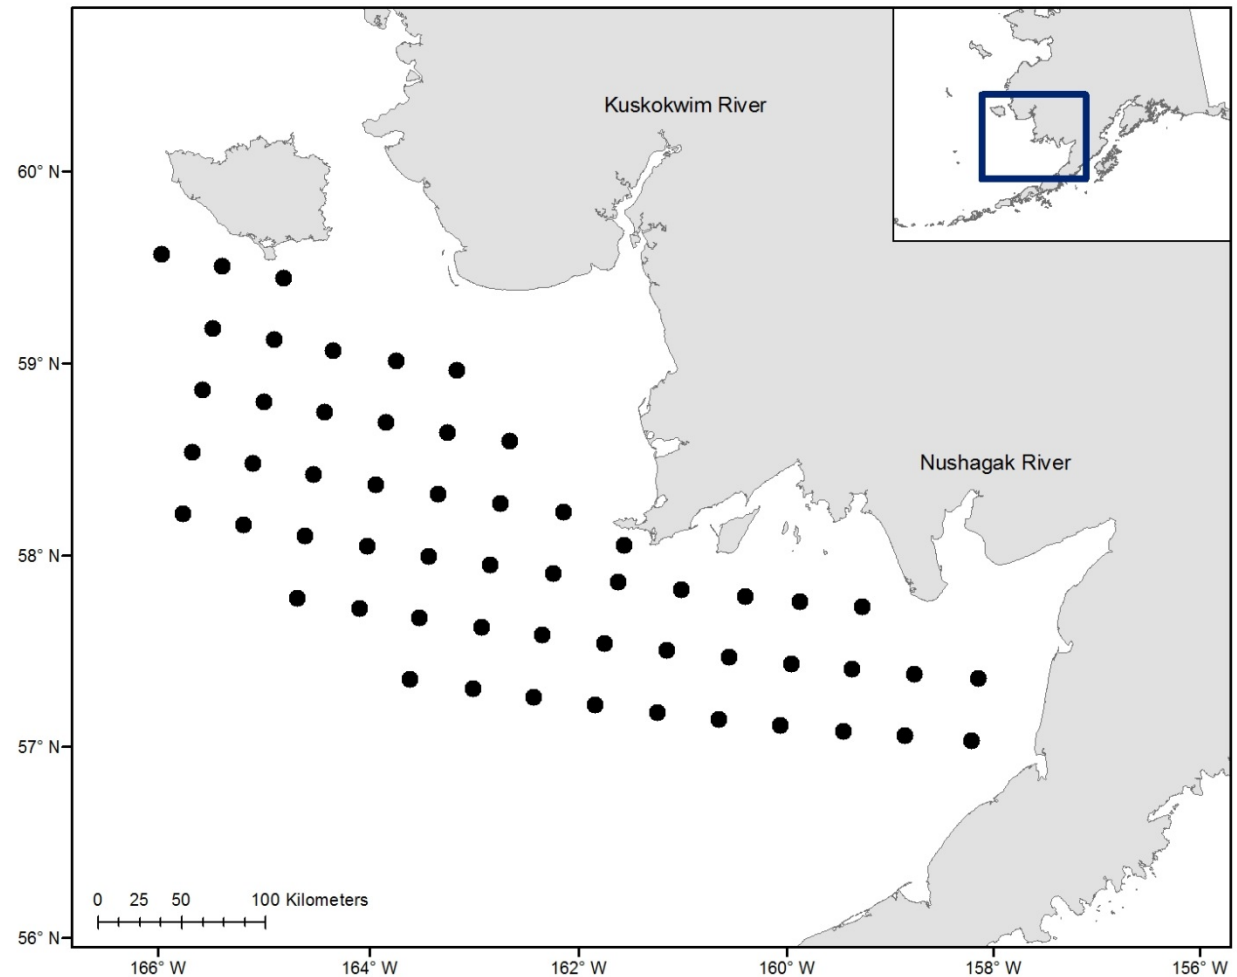 Kuskokwim River
60° N
59° N
Nushagak River
58° N
57° N
0 25 50 100 Kilometers
56° N
166° W 164° W 162° W 160° W 158° W 156° W